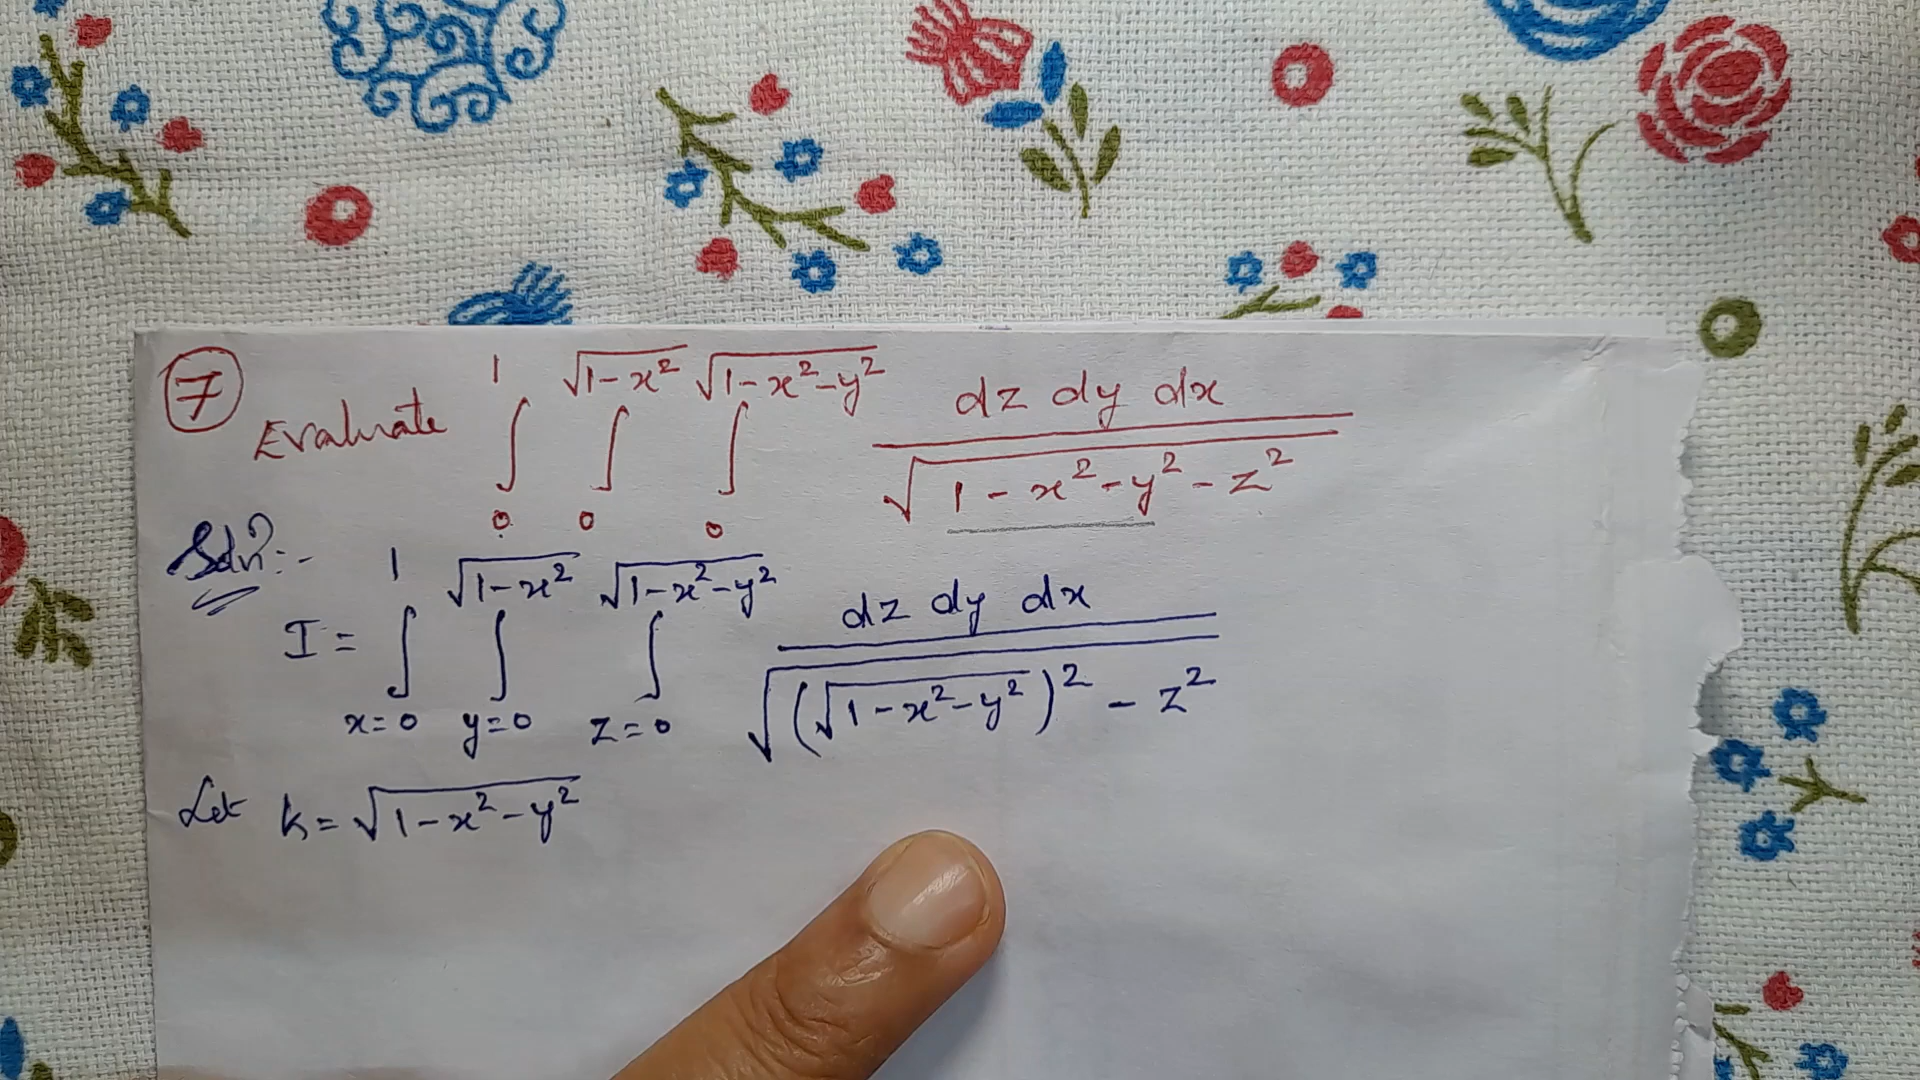 7 Evaluate ∫₀¹ ∫₀^√(1-x²) ∫₀^√(1-x²-y²) dz dy dx / √(1-x²-y²-z²)
Soln:-
I = ∫_{x=0}^{1} ∫_{y=0}^{√(1-x²)} ∫_{z=0}^{√(1-x²-y²)} dz dy dx / √((√(1-x²-y²))² - z²)
Let k = √(1-x²-y²)